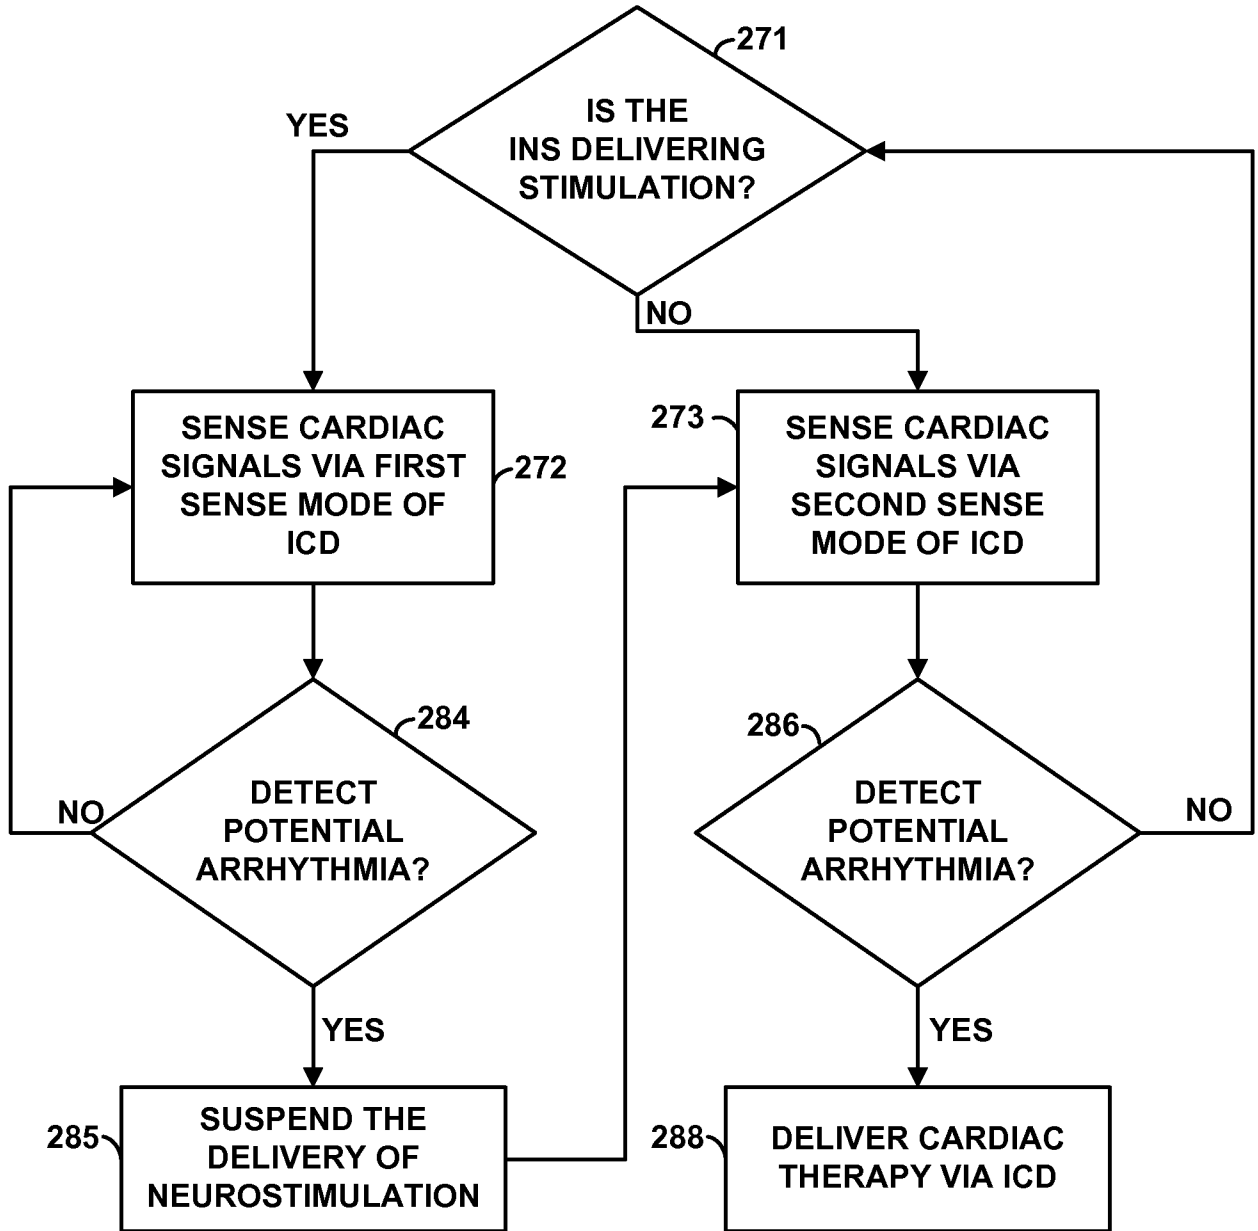 271
IS THE
INS DELIVERING
STIMULATION?
YES
NO
SENSE CARDIAC
SIGNALS VIA FIRST
SENSE MODE OF
ICD
272
273
SENSE CARDIAC
SIGNALS VIA
SECOND SENSE
MODE OF ICD
284
DETECT
POTENTIAL
ARRHYTHMIA?
NO
YES
286
DETECT
POTENTIAL
ARRHYTHMIA?
NO
YES
285
SUSPEND THE
DELIVERY OF
NEUROSTIMULATION
288
DELIVER CARDIAC
THERAPY VIA ICD